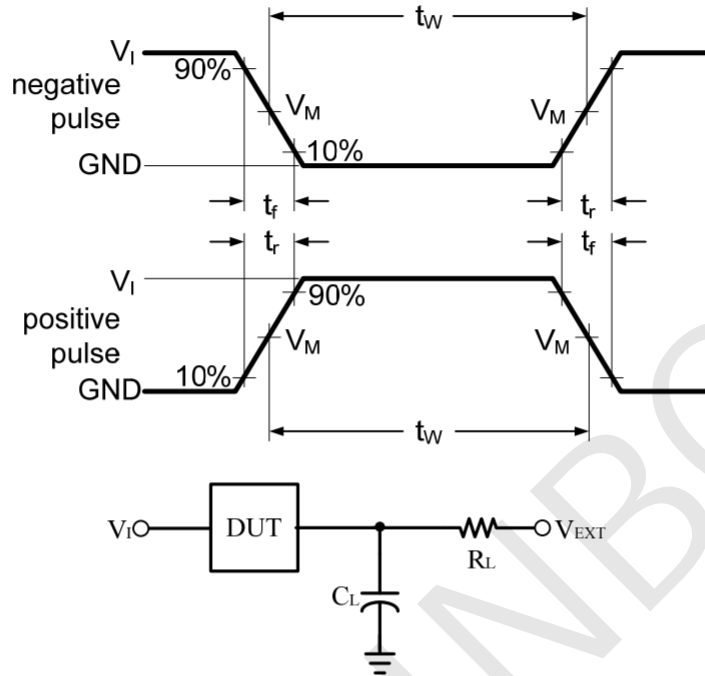 tW
VI
90%
negative
pulse
VM
VM
10%
GND
tf
tr
tr
tf
VI
90%
positive
pulse
VM
VM
10%
GND
tW
VI
DUT
VEXT
RL
CL